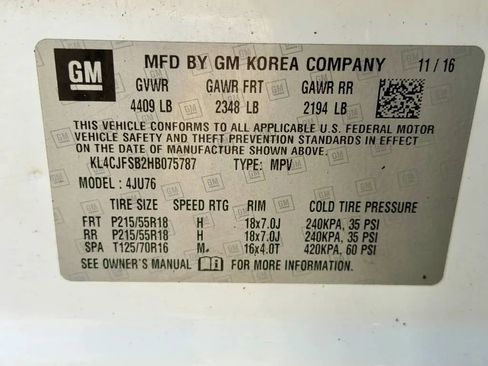 GM MFD BY GM KOREA COMPANY 11/16
GVWR GAWR FRT GAWR RR
4409 LB 2348 LB 2194 LB
THIS VEHICLE CONFORMS TO ALL APPLICABLE U.S. FEDERAL MOTOR
VEHICLE SAFETY AND THEFT PREVENTION STANDARDS IN EFFECT
ON THE DATE OF MANUFACTURE SHOWN ABOVE.
KL4CJFSB2HB075787 TYPE: MPV
MODEL : 4JU76
TIRE SIZE SPEED RTG RIM COLD TIRE PRESSURE
FRT P215/55R18 H 18x7.0J 240KPA, 35 PSI
RR P215/55R18 H 18x7.0J 240KPA, 35 PSI
SPA T125/70R16 M 16x4.0T 420KPA, 60 PSI
SEE OWNER'S MANUAL FOR MORE INFORMATION.